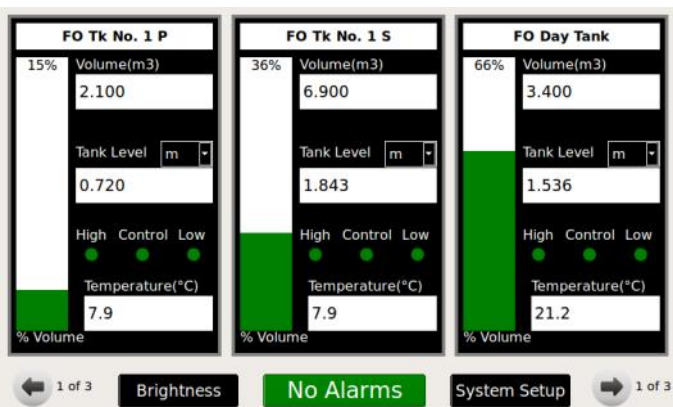 FO Tk No. 1 P
15%
Volume(m3)
2.100
Tank Level
m
0.720
High Control Low
Temperature(°C)
7.9
% Volume
FO Tk No. 1 S
36%
Volume(m3)
6.900
Tank Level
m
1.843
High Control Low
Temperature(°C)
7.9
% Volume
FO Day Tank
66%
Volume(m3)
3.400
Tank Level
m
1.536
High Control Low
Temperature(°C)
21.2
% Volume
1 of 3
Brightness
No Alarms
System Setup
1 of 3